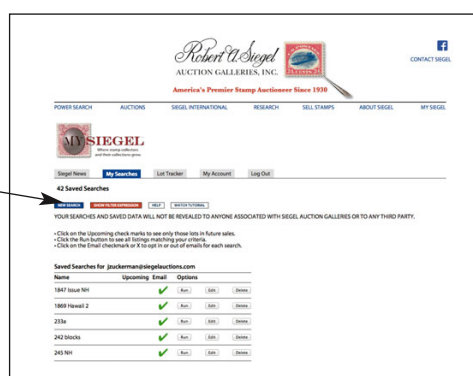 Robert A. Siegel
AUCTION GALLERIES, INC.
America's Premier Stamp Auctioneer Since 1930
CONTACT SIEGEL
POWER SEARCH AUCTIONS SIEGEL INTERNATIONAL RESEARCH SELL STAMPS ABOUT SIEGEL MY SIEGEL
MYSIEGEL
Where stamp collectors
and their collections grow.
Siegel News My Searches Lot Tracker My Account Log Out
42 Saved Searches
NEW SEARCH SHOW FILTER EXPRESSION HELP WATCH TUTORIAL
YOUR SEARCHES AND SAVED DATA WILL NOT BE REVEALED TO ANYONE ASSOCIATED WITH SIEGEL AUCTION GALLERIES OR TO ANY THIRD PARTY.
• Click on the Upcoming check marks to see only those lots in future sales.
• Click the Run button to see all listings matching your criteria.
• Click on the Email checkmark or X to opt in or out of emails for each search.
Saved Searches for jzuckerman@siegelauctions.com
Name Upcoming Email Options
1847 Issue NH Run Edit Delete
1869 Hawaii 2 Run Edit Delete
233a Run Edit Delete
242 blocks Run Edit Delete
245 NH Run Edit Delete